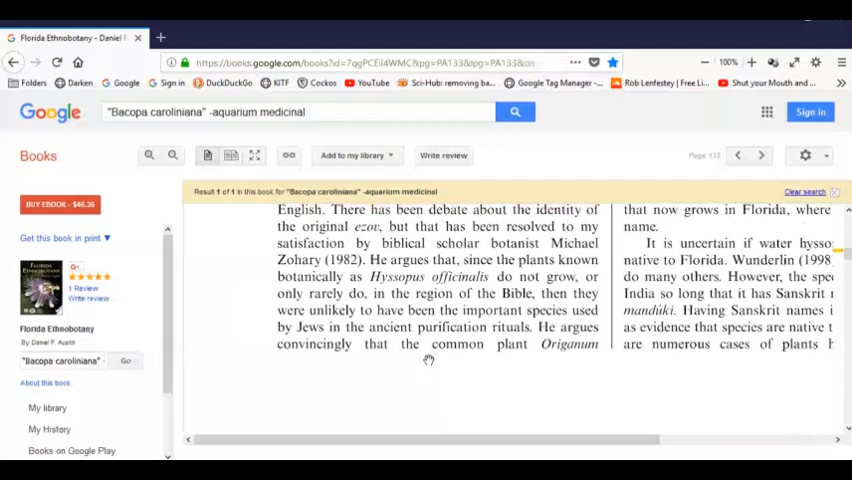 Florida Ethnobotany - Daniel F
https://books.google.com/books?id=7qgPCEil4WMC&pg=PA133&dpg=PA133&dq
100%
Folders
Darken
Google
Sign in
DuckDuckGo
KITF
Cockos
YouTube
Sci-Hub: removing ba...
Google Tag Manager -...
Rob Lenfestey | Free Li...
Shut your Mouth and ...
Google
"Bacopa caroliniana" -aquarium medicinal
Sign in
Books
Add to my library
Write review
Page 133
Result 1 of 1 in this book for "Bacopa caroliniana" -aquarium medicinal
Clear search
BUY EBOOK - $48.36
Get this book in print
FLORIDA
ETHNOBOTANY
G+
1 Review
Write review
Florida Ethnobotany
By Daniel F. Austin
"Bacopa caroliniana" -
Go
About this book
My library
My History
Books on Google Play
English. There has been debate about the identity of
the original ezov, but that has been resolved to my
satisfaction by biblical scholar botanist Michael
Zohary (1982). He argues that, since the plants known
botanically as Hyssopus officinalis do not grow, or
only rarely do, in the region of the Bible, then they
were unlikely to have been the important species used
by Jews in the ancient purification rituals. He argues
convincingly that the common plant Origanum
that now grows in Florida, where
name.
It is uncertain if water hysso
native to Florida. Wunderlin (1998
do many others. However, the spe
India so long that it has Sanskrit
mandūki. Having Sanskrit names i
as evidence that species are native t
are numerous cases of plants h